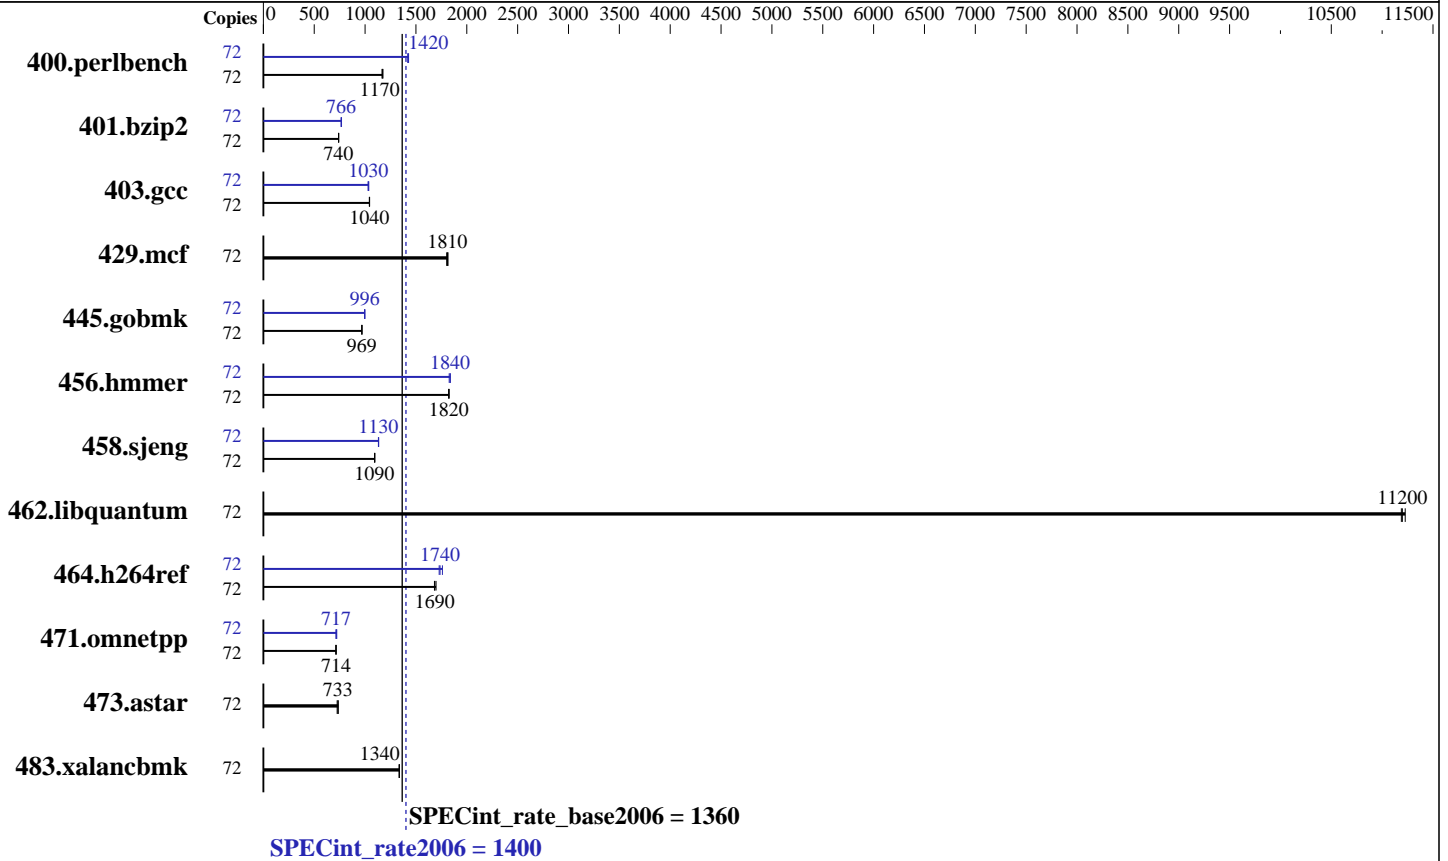 Copies 0 500 1000 1500 2000 2500 3000 3500 4000 4500 5000 5500 6000 6500 7000 7500 8000 8500 9000 9500 10500 11500
400.perlbench 72 1420
72 1170
401.bzip2 72 766
72 740
403.gcc 72 1030
72 1040
429.mcf 72 1810
445.gobmk 72 996
72 969
456.hmmer 72 1840
72 1820
458.sjeng 72 1130
72 1090
462.libquantum 72 11200
464.h264ref 72 1740
72 1690
471.omnetpp 72 717
72 714
473.astar 72 733
483.xalancbmk 72 1340
SPECint_rate_base2006 = 1360
SPECint_rate2006 = 1400